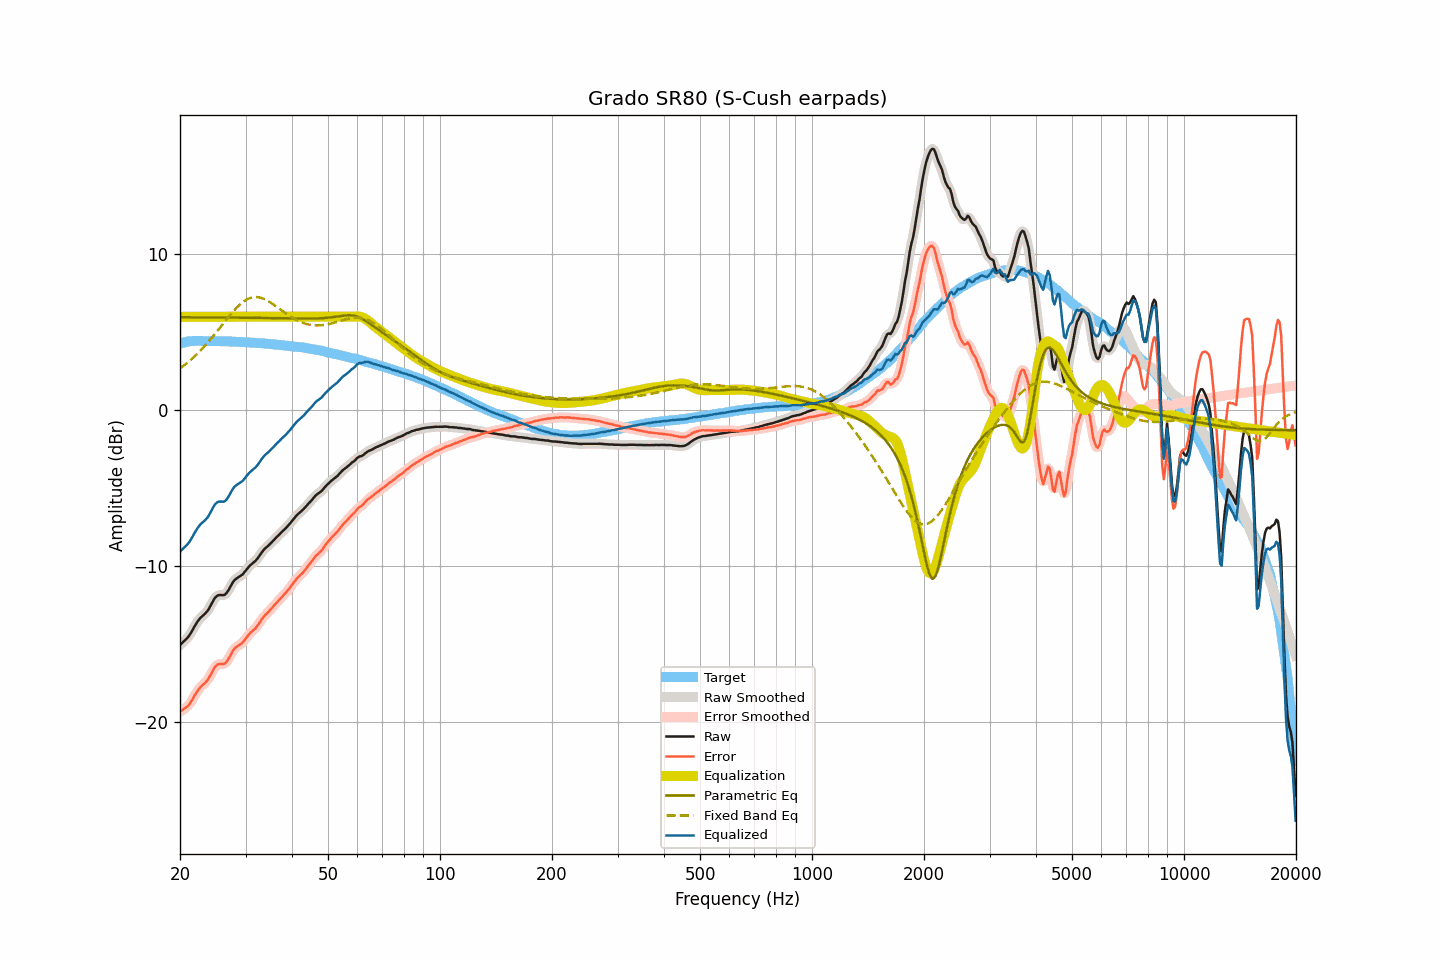 Grado SR80 (S-Cush earpads)
Amplitude (dBr)
10
0
−10
−20
Target
Raw Smoothed
Error Smoothed
Raw
Error
Equalization
Parametric Eq
Fixed Band Eq
Equalized
20 50 100 200 500 1000 2000 5000 10000 20000
Frequency (Hz)